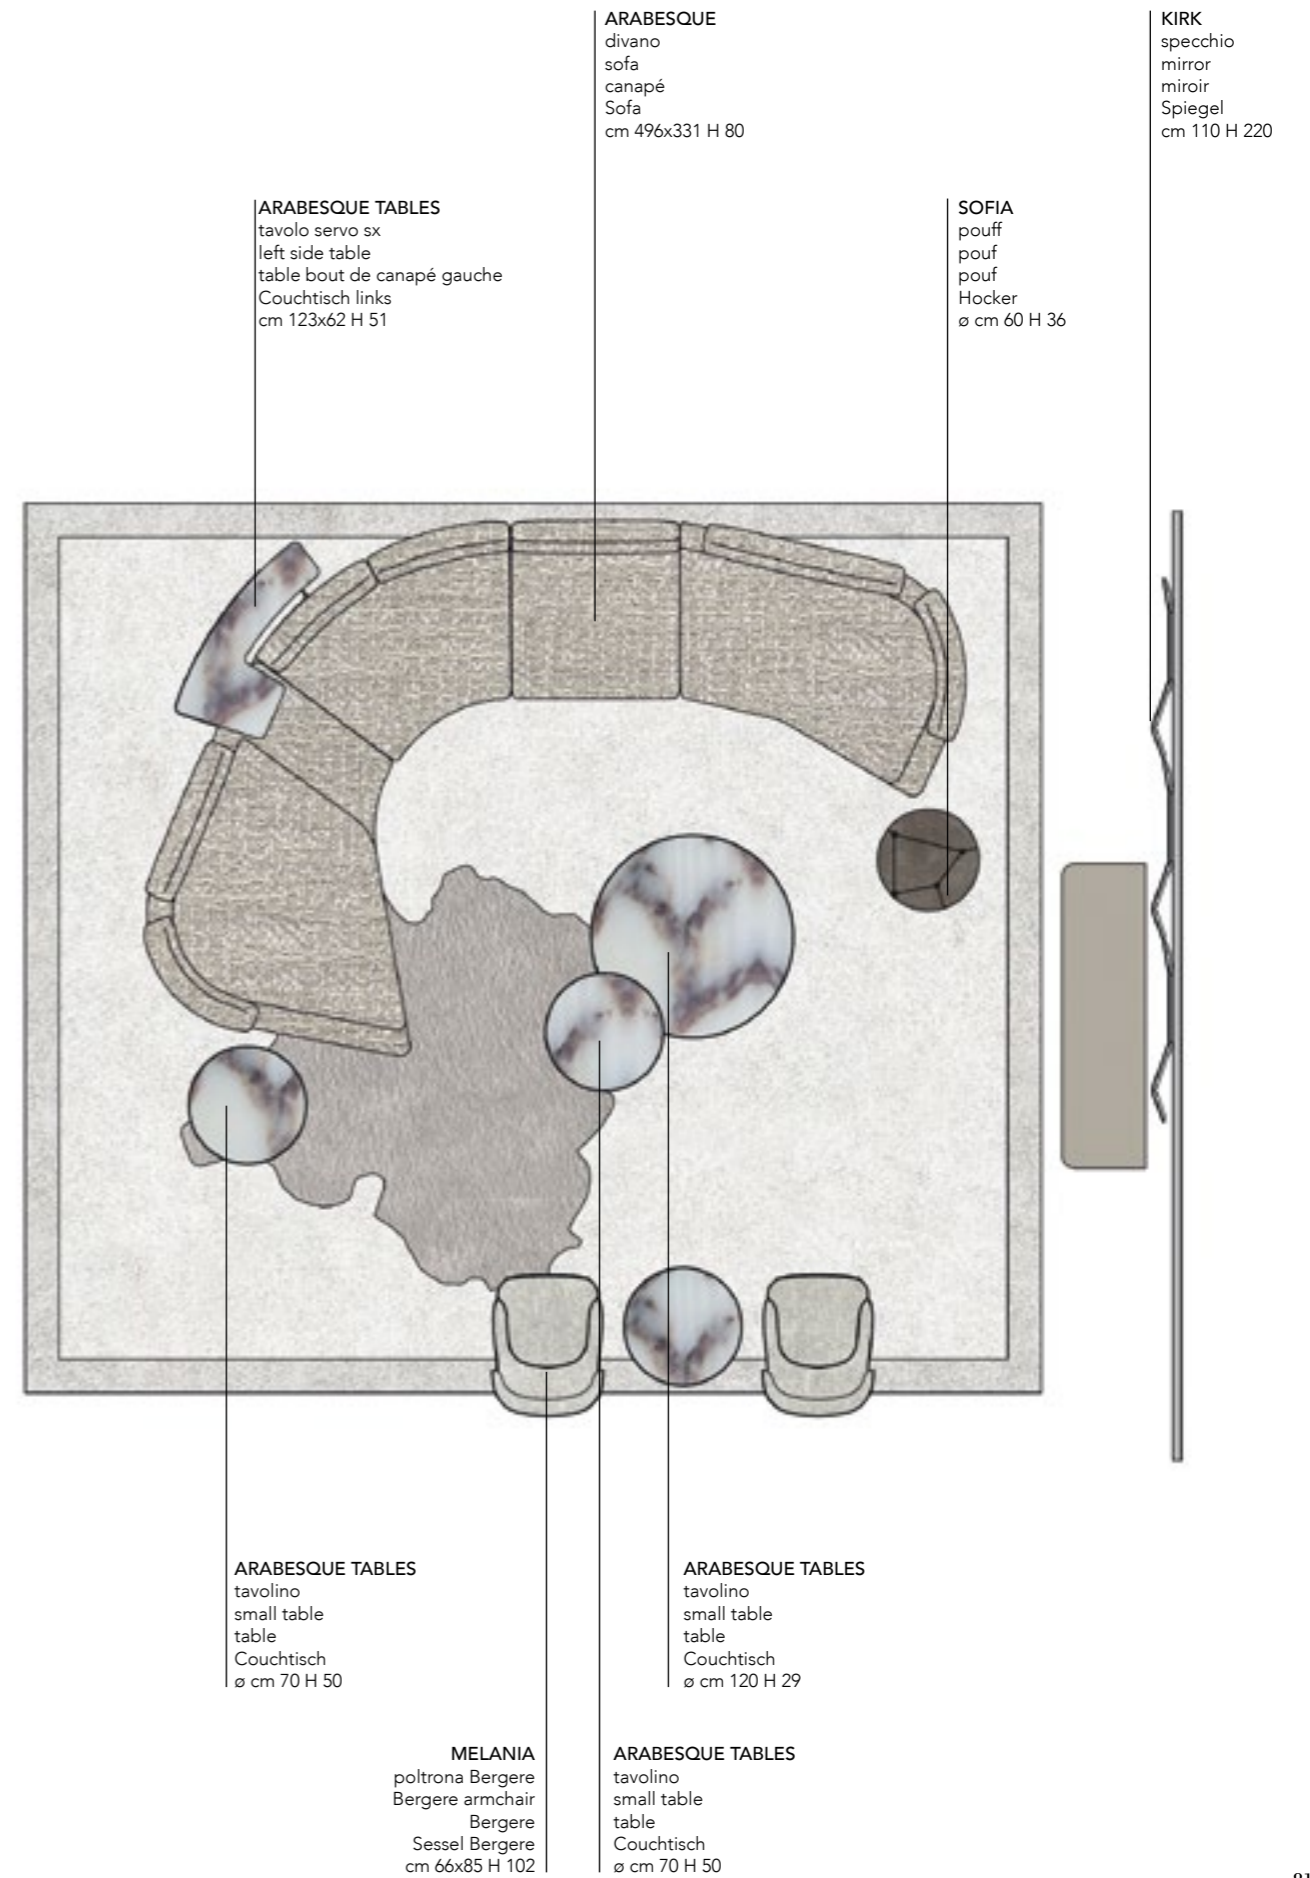 ARABESQUE
divano
sofa
canapé
Sofa
cm 496x331 H 80
KIRK
specchio
mirror
miroir
Spiegel
cm 110 H 220
ARABESQUE TABLES
tavolo servo sx
left side table
table bout de canapé gauche
Couchtisch links
cm 123x62 H 51
SOFIA
pouff
pouf
pouf
Hocker
ø cm 60 H 36
ARABESQUE TABLES
tavolino
small table
table
Couchtisch
ø cm 70 H 50
ARABESQUE TABLES
tavolino
small table
table
Couchtisch
ø cm 120 H 29
MELANIA
poltrona Bergere
Bergere armchair
Bergere
Sessel Bergere
cm 66x85 H 102
ARABESQUE TABLES
tavolino
small table
table
Couchtisch
ø cm 70 H 50